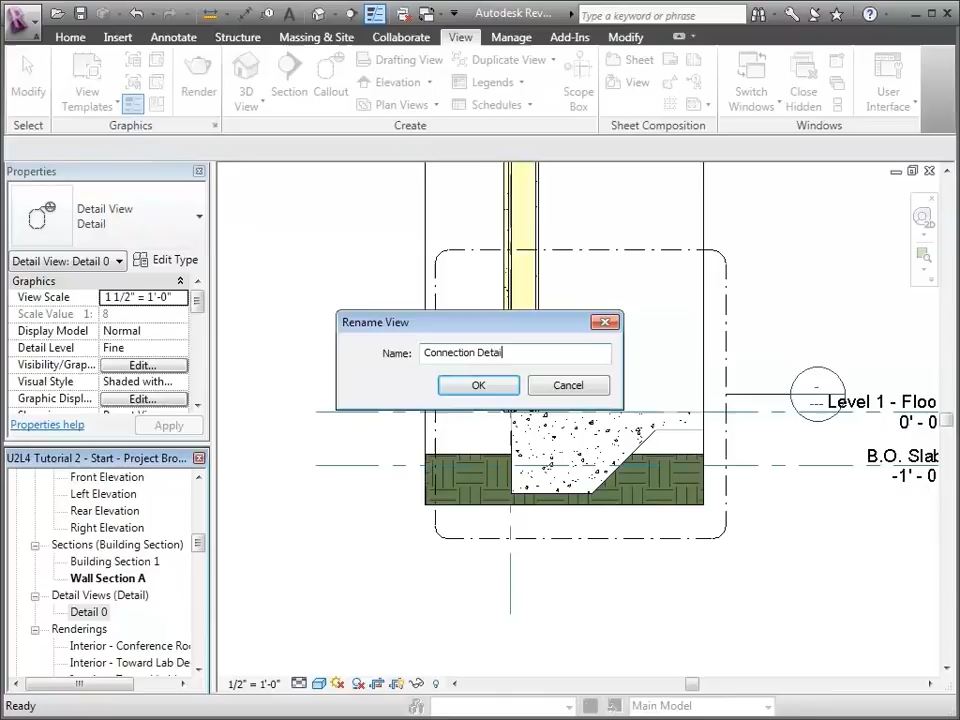 Autodesk Rev...
Type a keyword or phrase
Home Insert Annotate Structure Massing & Site Collaborate View Manage Add-Ins Modify
Modify
View
Templates
Render
3D
View
Section
Callout
Drafting View
Elevation
Plan Views
Duplicate View
Legends
Schedules
Scope
Box
Sheet
View
Switch
Windows
Close
Hidden
User
Interface
Select Graphics Create Sheet Composition Windows
Properties
Detail View
Detail
Detail View: Detail 0 Edit Type
Graphics
View Scale 1 1/2" = 1'-0"
Scale Value 1: 8
Display Model Normal
Detail Level Fine
Visibility/Grap... Edit...
Visual Style Shaded with...
Graphic Displ... Edit...
Properties help Apply
U2L4 Tutorial 2 - Start - Project Bro...
Front Elevation
Left Elevation
Rear Elevation
Right Elevation
Sections (Building Section)
Building Section 1
Wall Section A
Detail Views (Detail)
Detail 0
Renderings
Interior - Conference Ro
Interior - Toward Lab De
Rename View
Name: Connection Detai
OK Cancel
2D
Level 1 - Floo
0' - 0
B.O. Slab
-1' - 0
1/2" = 1'-0"
Ready
Main Model